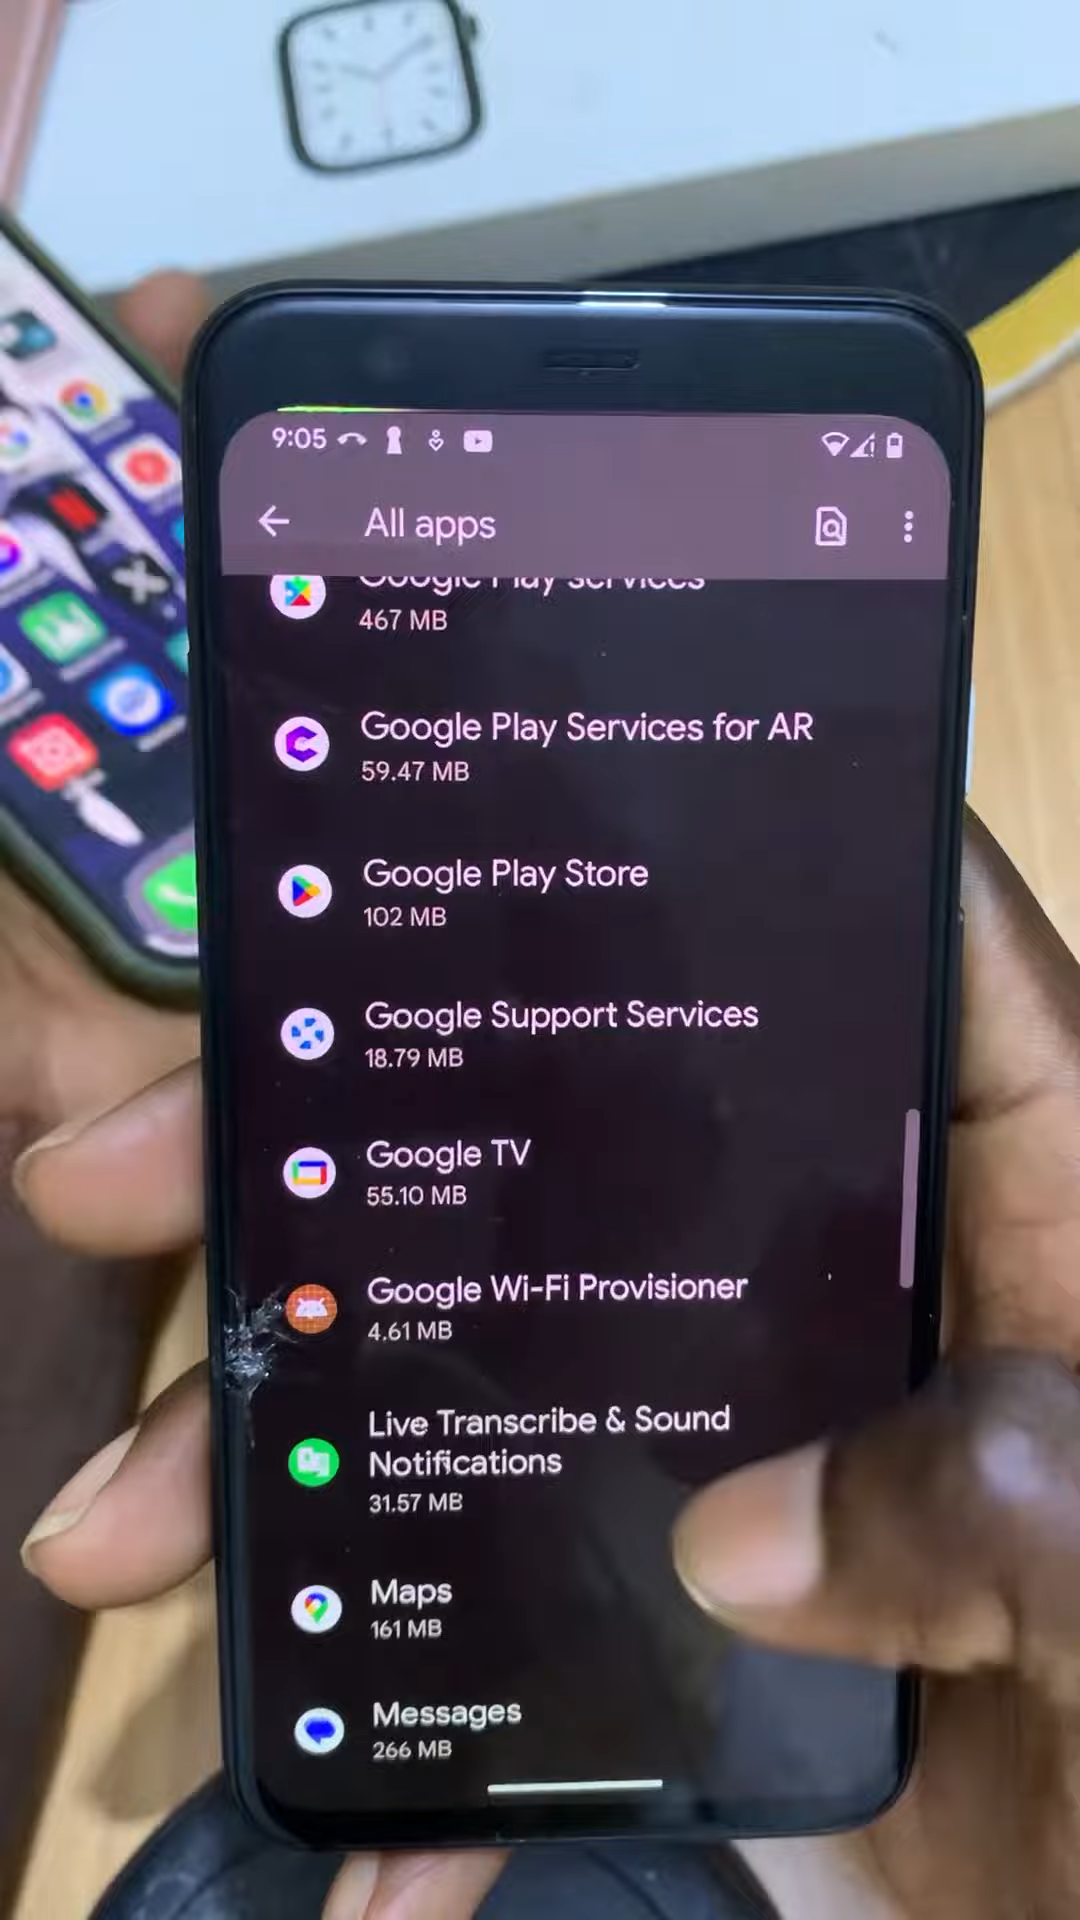 9:05
All apps
Google Play services
467 MB
Google Play Services for AR
59.47 MB
Google Play Store
102 MB
Google Support Services
18.79 MB
Google TV
55.10 MB
Google Wi-Fi Provisioner
4.61 MB
Live Transcribe & Sound
Notifications
31.57 MB
Maps
161 MB
Messages
266 MB